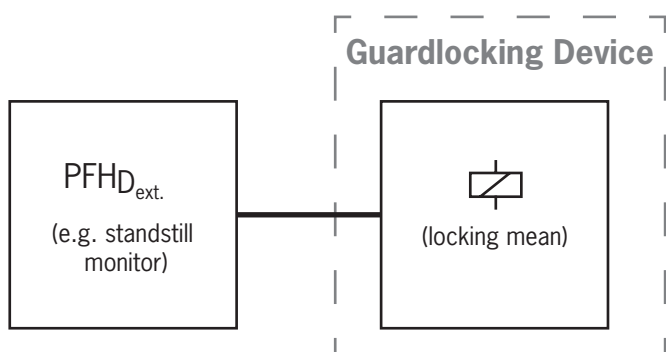 Guardlocking Device
PFHDext.
(e.g. standstill
monitor)
(locking mean)